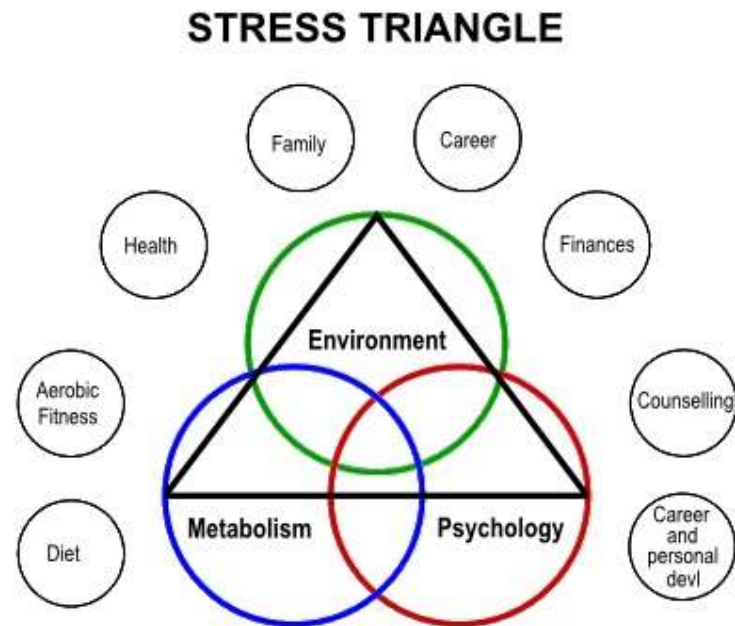 STRESS TRIANGLE
Family
Career
Health
Finances
Environment
Aerobic
Fitness
Counselling
Metabolism
Psychology
Diet
Career
and
personal
devl